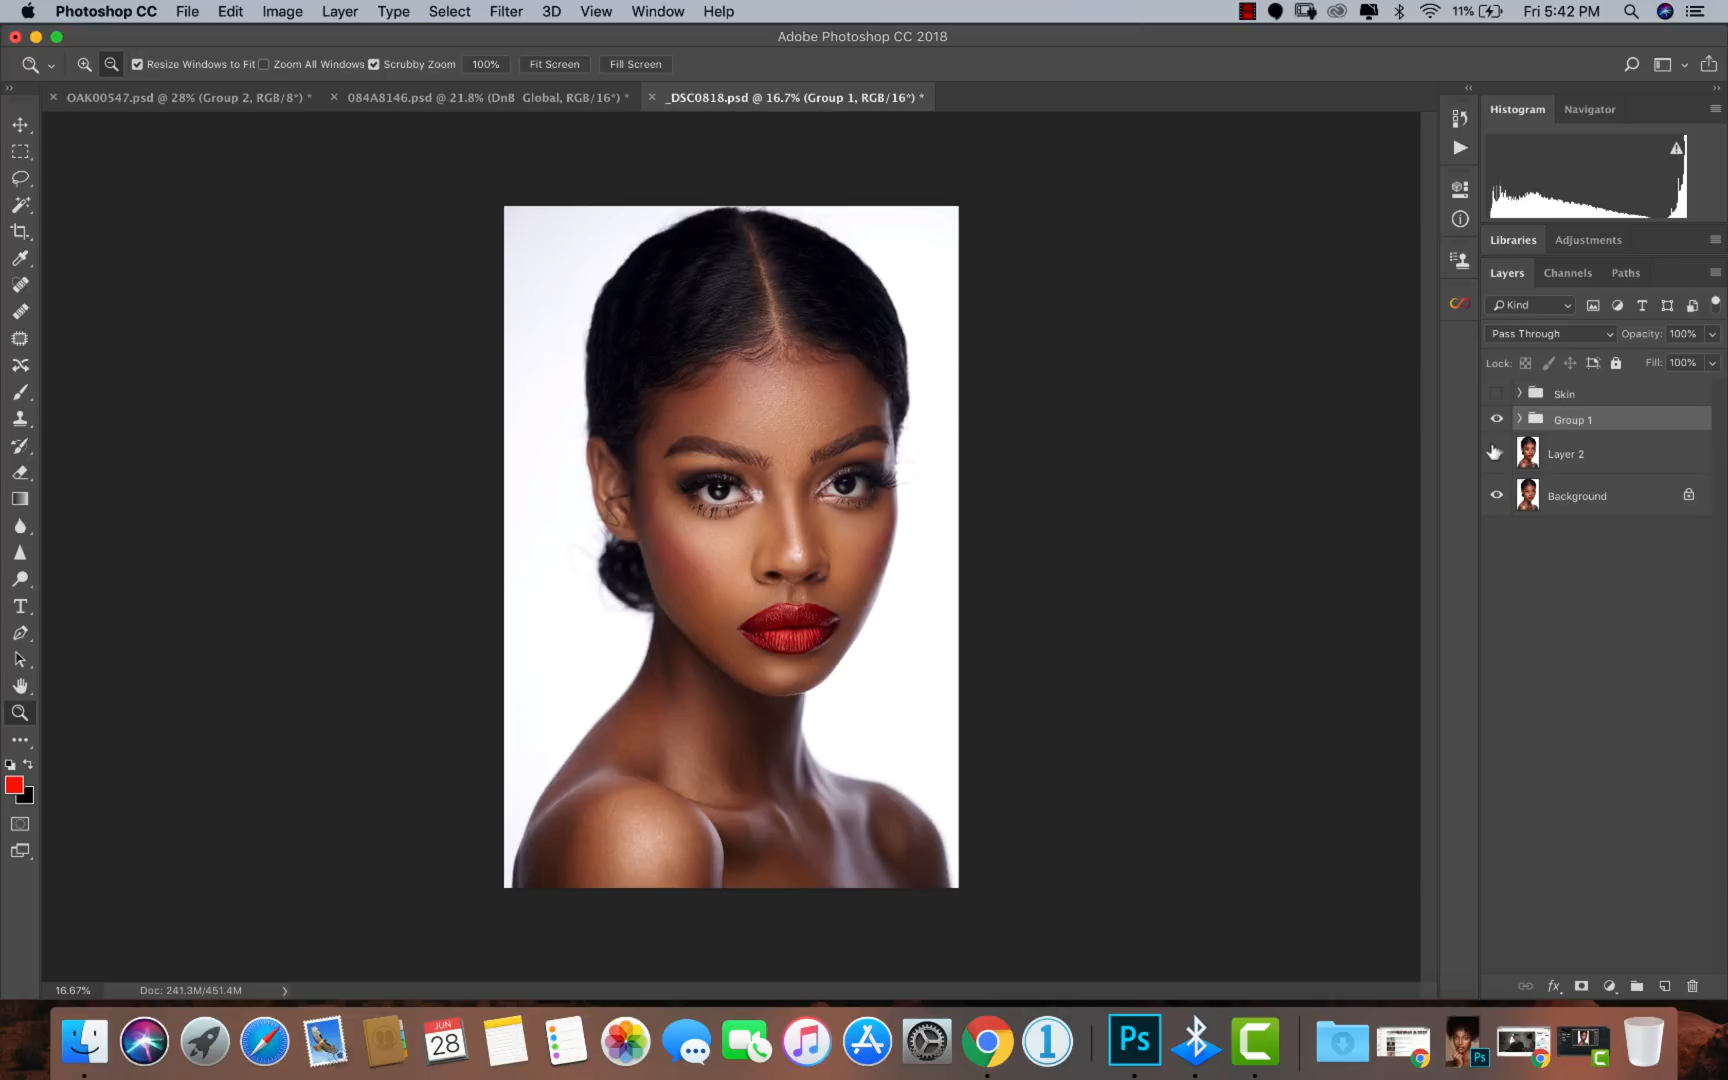 Photoshop CC File Edit Image Layer Type Select Filter 3D View Window Help 11% Fri 5:42 PM
Adobe Photoshop CC 2018
Resize Windows to Fit Zoom All Windows Scrubby Zoom 100% Fit Screen Fill Screen
OAK00547.psd @ 28% (Group 2, RGB/8*) * 084A8146.psd @ 21.8% (DnB Global, RGB/16*) * _DSC0818.psd @ 16.7% (Group 1, RGB/16*) *
Histogram Navigator
Libraries Adjustments
Layers Channels Paths
Kind
Pass Through Opacity: 100%
Lock: Fill: 100%
Skin
Group 1
Layer 2
Background
16.67% Doc: 241.3M/451.4M
fx
JUN
28
1
Ps
C
Ps
C